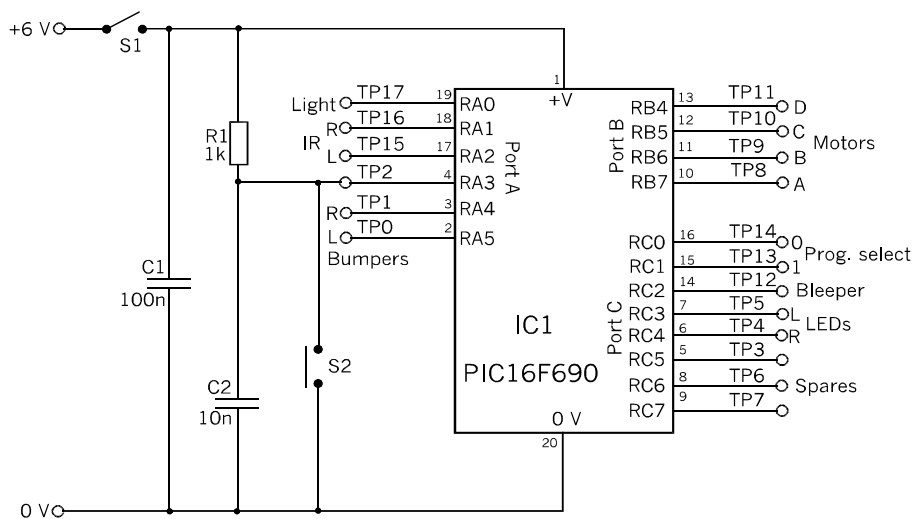 +6 V
S1
1
+V
Light
TP17
19
RA0
R
TP16
18
RA1
IR
L
TP15
17
RA2
TP2
4
RA3
R
TP1
3
RA4
L
TP0
2
RA5
Bumpers
Port A
R1
1k
C1
100n
C2
10n
S2
IC1
PIC16F690
0 V
20
Port B
RB4
13
TP11
D
RB5
12
TP10
C
Motors
RB6
11
TP9
B
RB7
10
TP8
A
Port C
RC0
16
TP14
0
Prog. select
RC1
15
TP13
1
RC2
14
TP12
Bleeper
RC3
7
TP5
L
LEDs
RC4
6
TP4
R
RC5
5
TP3
RC6
8
TP6
Spares
RC7
9
TP7
0 V